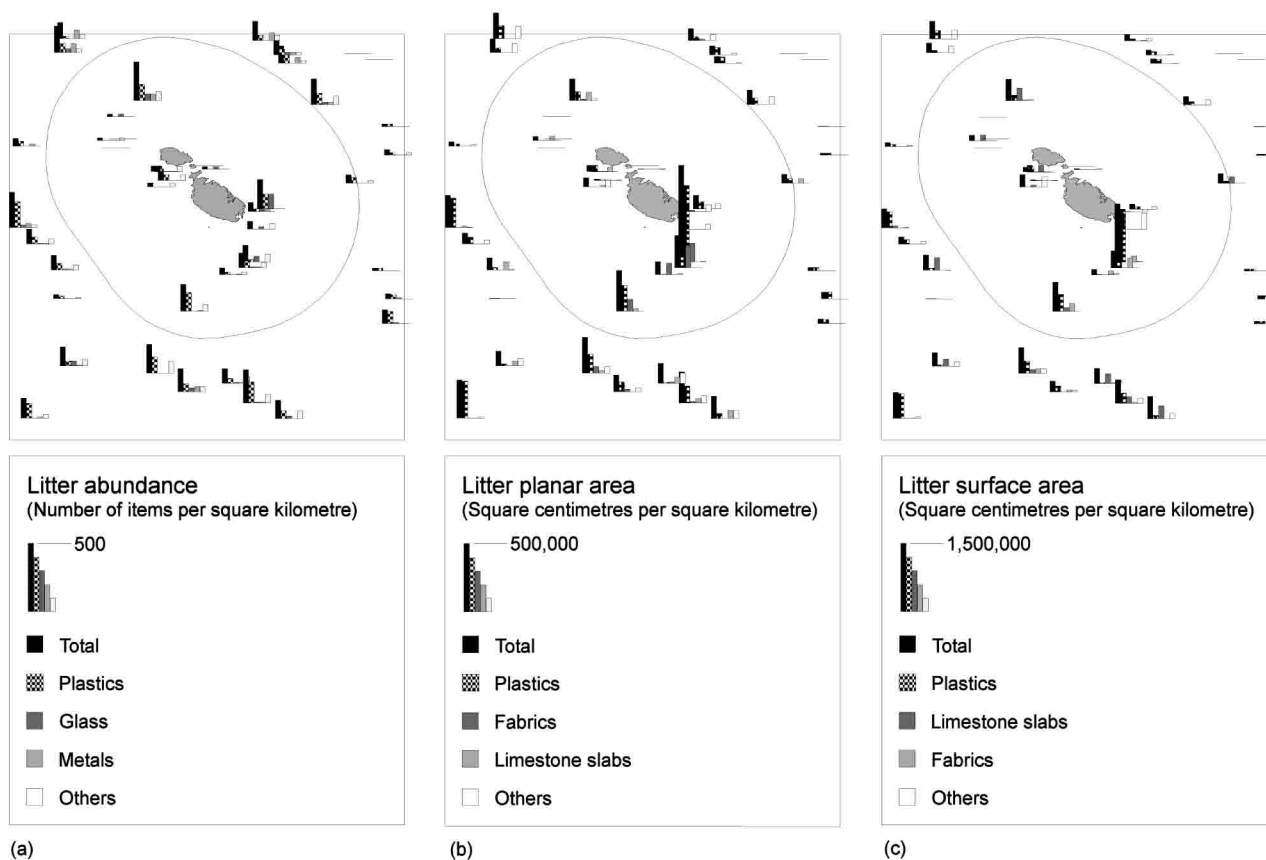 Litter abundance
(Number of items per square kilometre)
500
Total
Plastics
Glass
Metals
Others
(a)
Litter planar area
(Square centimetres per square kilometre)
500,000
Total
Plastics
Fabrics
Limestone slabs
Others
(b)
Litter surface area
(Square centimetres per square kilometre)
1,500,000
Total
Plastics
Limestone slabs
Fabrics
Others
(c)